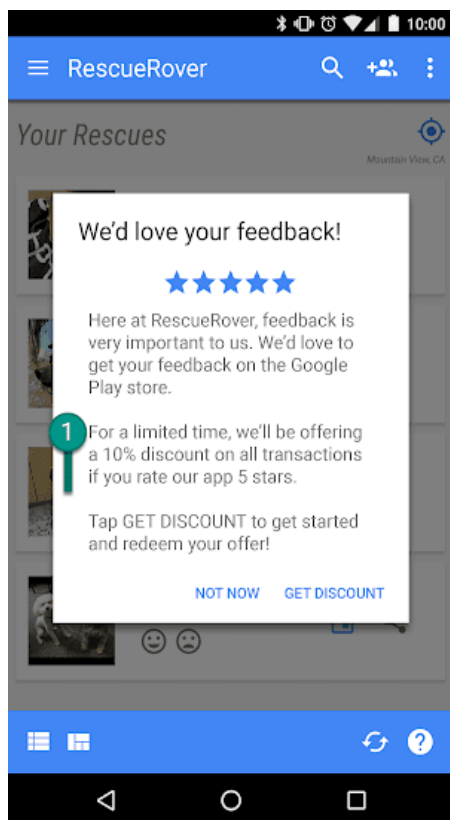 10:00
RescueRover
Your Rescues
Mountain View, CA
We'd love your feedback!
Here at RescueRover, feedback is
very important to us. We'd love to
get your feedback on the Google
Play store.
1
For a limited time, we'll be offering
a 10% discount on all transactions
if you rate our app 5 stars.
Tap GET DISCOUNT to get started
and redeem your offer!
NOT NOW GET DISCOUNT
?